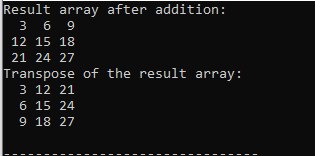 Result array after addition:
  3  6  9
 12 15 18
 21 24 27
Transpose of the result array:
  3 12 21
  6 15 24
  9 18 27

--------------------------------